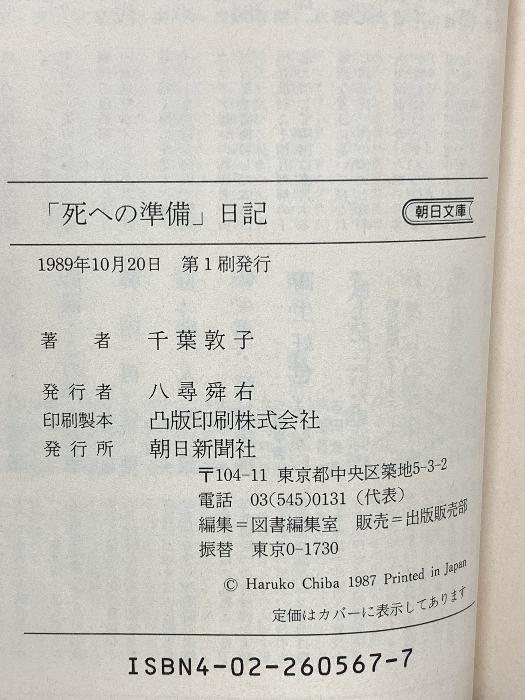 「死への準備」日記
朝日文庫
1989年10月20日　第1刷発行
著　者　千葉敦子
発行者　八尋舜右
印刷製本　凸版印刷株式会社
発行所　朝日新聞社
〒104-11 東京都中央区築地5-3-2
電話　03(545)0131（代表）
編集＝図書編集室　販売＝出版販売部
振替　東京0-1730
© Haruko Chiba 1987 Printed in Japan
定価はカバーに表示してあります
ISBN4-02-260567-7